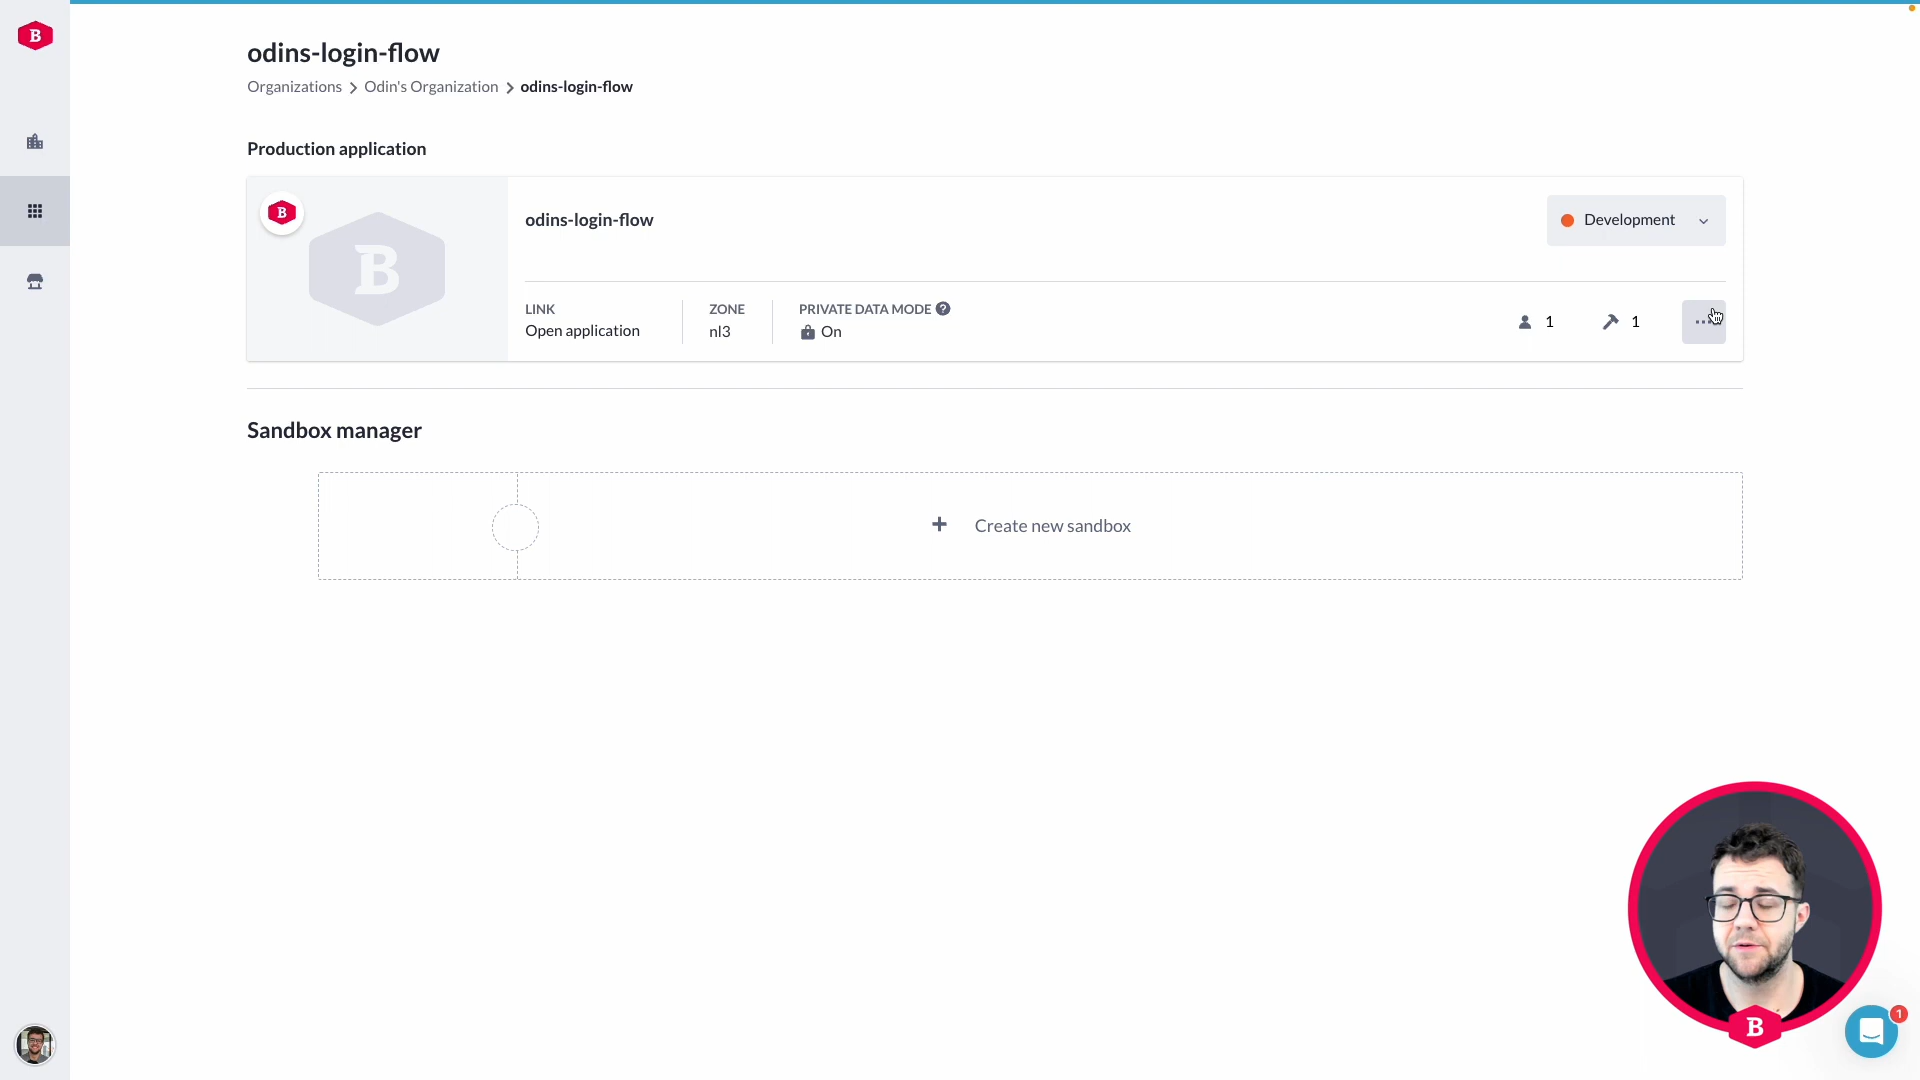 B
odins-login-flow
Organizations > Odin's Organization > odins-login-flow
Production application
B
B
odins-login-flow
Development
LINK
Open application
ZONE
nl3
PRIVATE DATA MODE ?
On
1
1
...
Sandbox manager
+ Create new sandbox
B
1